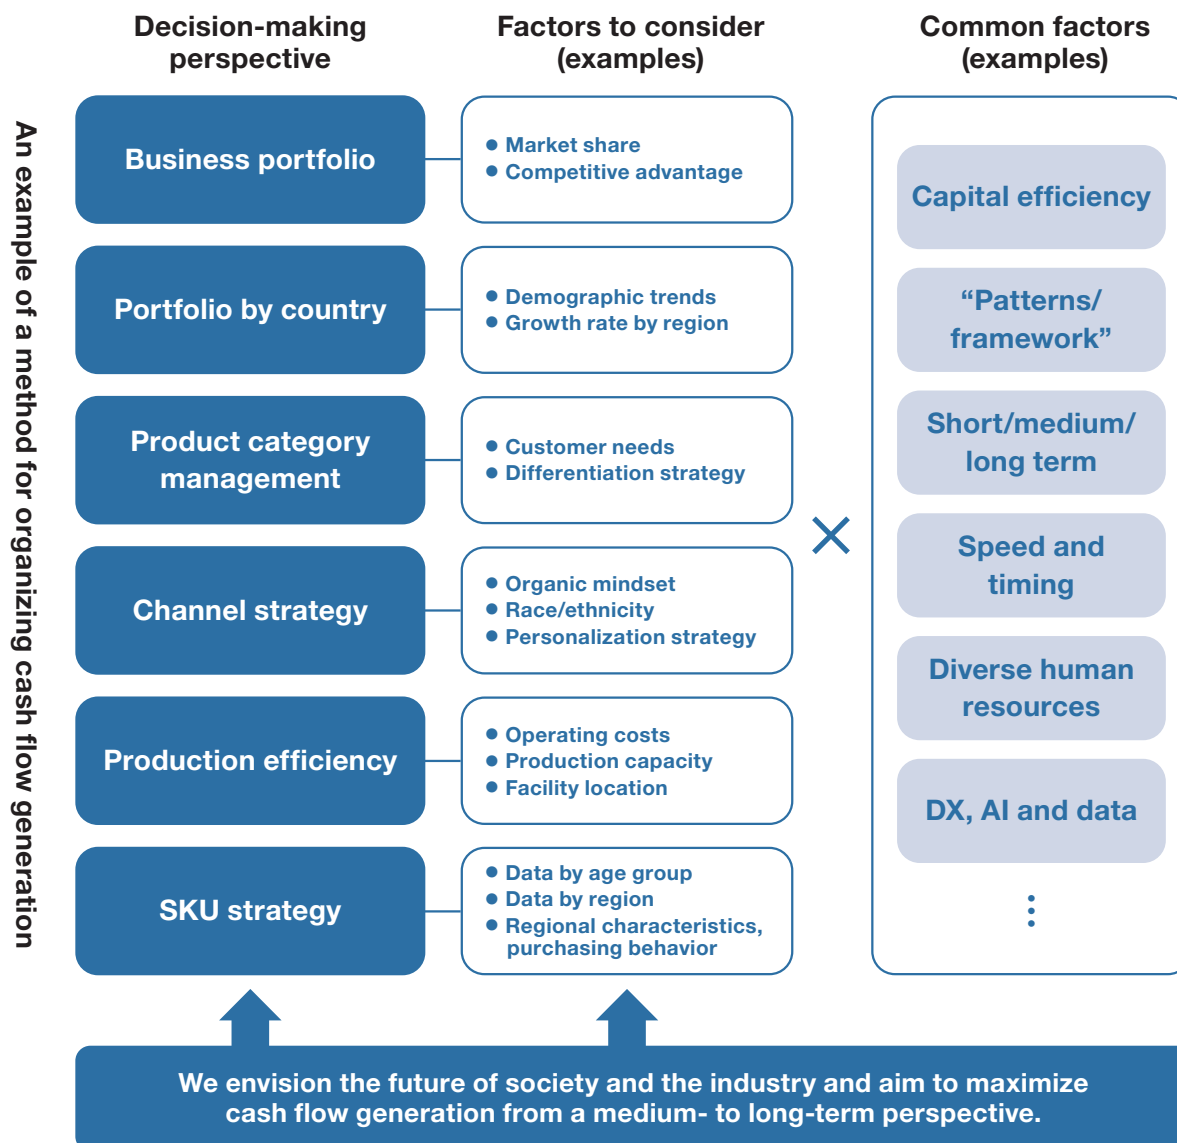 Decision-making
perspective
Factors to consider
(examples)
Common factors
(examples)
An example of a method for organizing cash flow generation
Business portfolio
● Market share
● Competitive advantage
Portfolio by country
● Demographic trends
● Growth rate by region
Product category
management
● Customer needs
● Differentiation strategy
Channel strategy
● Organic mindset
● Race/ethnicity
● Personalization strategy
Production efficiency
● Operating costs
● Production capacity
● Facility location
SKU strategy
● Data by age group
● Data by region
● Regional characteristics,
purchasing behavior
×
Capital efficiency
“Patterns/
framework”
Short/medium/
long term
Speed and
timing
Diverse human
resources
DX, AI and data
⋮
We envision the future of society and the industry and aim to maximize
cash flow generation from a medium- to long-term perspective.